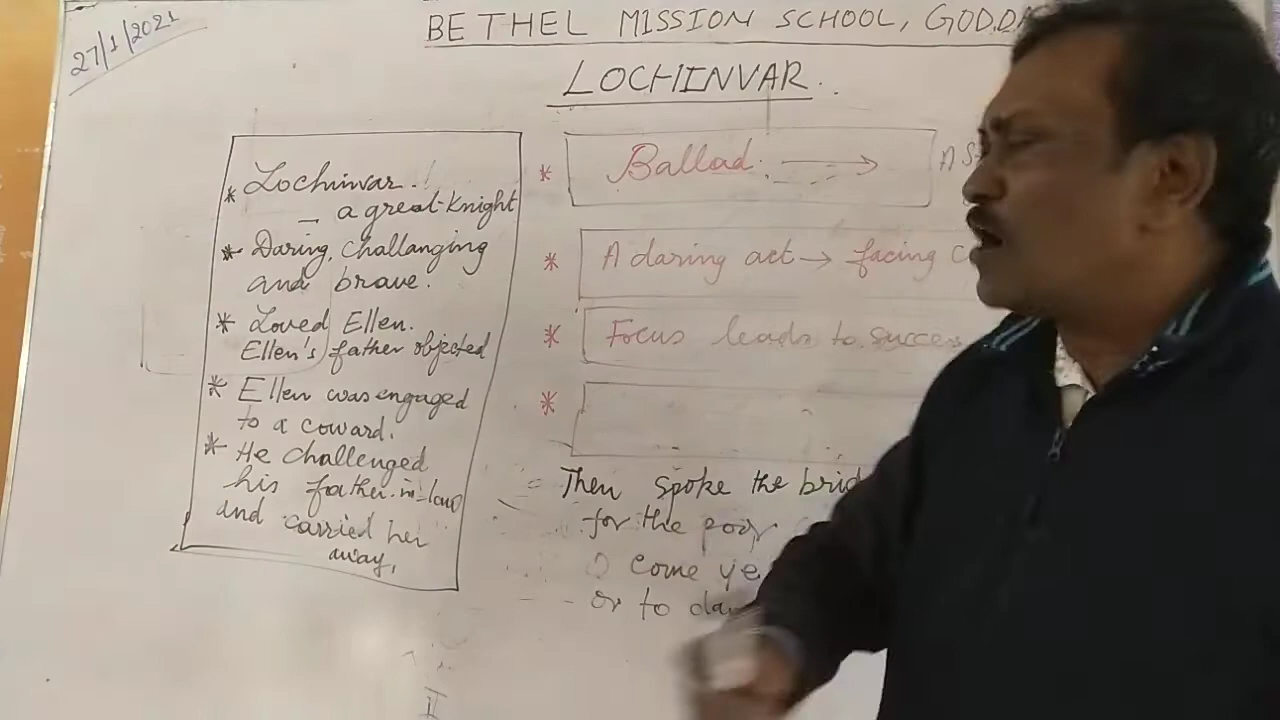 27/1/2021
BETHEL MISSION SCHOOL, GODDA
LOCHINVAR.
* Lochinvar.
– a great Knight
* Daring, challanging
and brave.
* Loved Ellen.
Ellen's father objected
* Ellen was engaged
to a coward.
* He challenged
his father-in-law
and carried her
away,
* Ballad. →
* A daring act → facing
* Focus leads to success
*
Then spoke the
for the poor
O come ye
or to
II